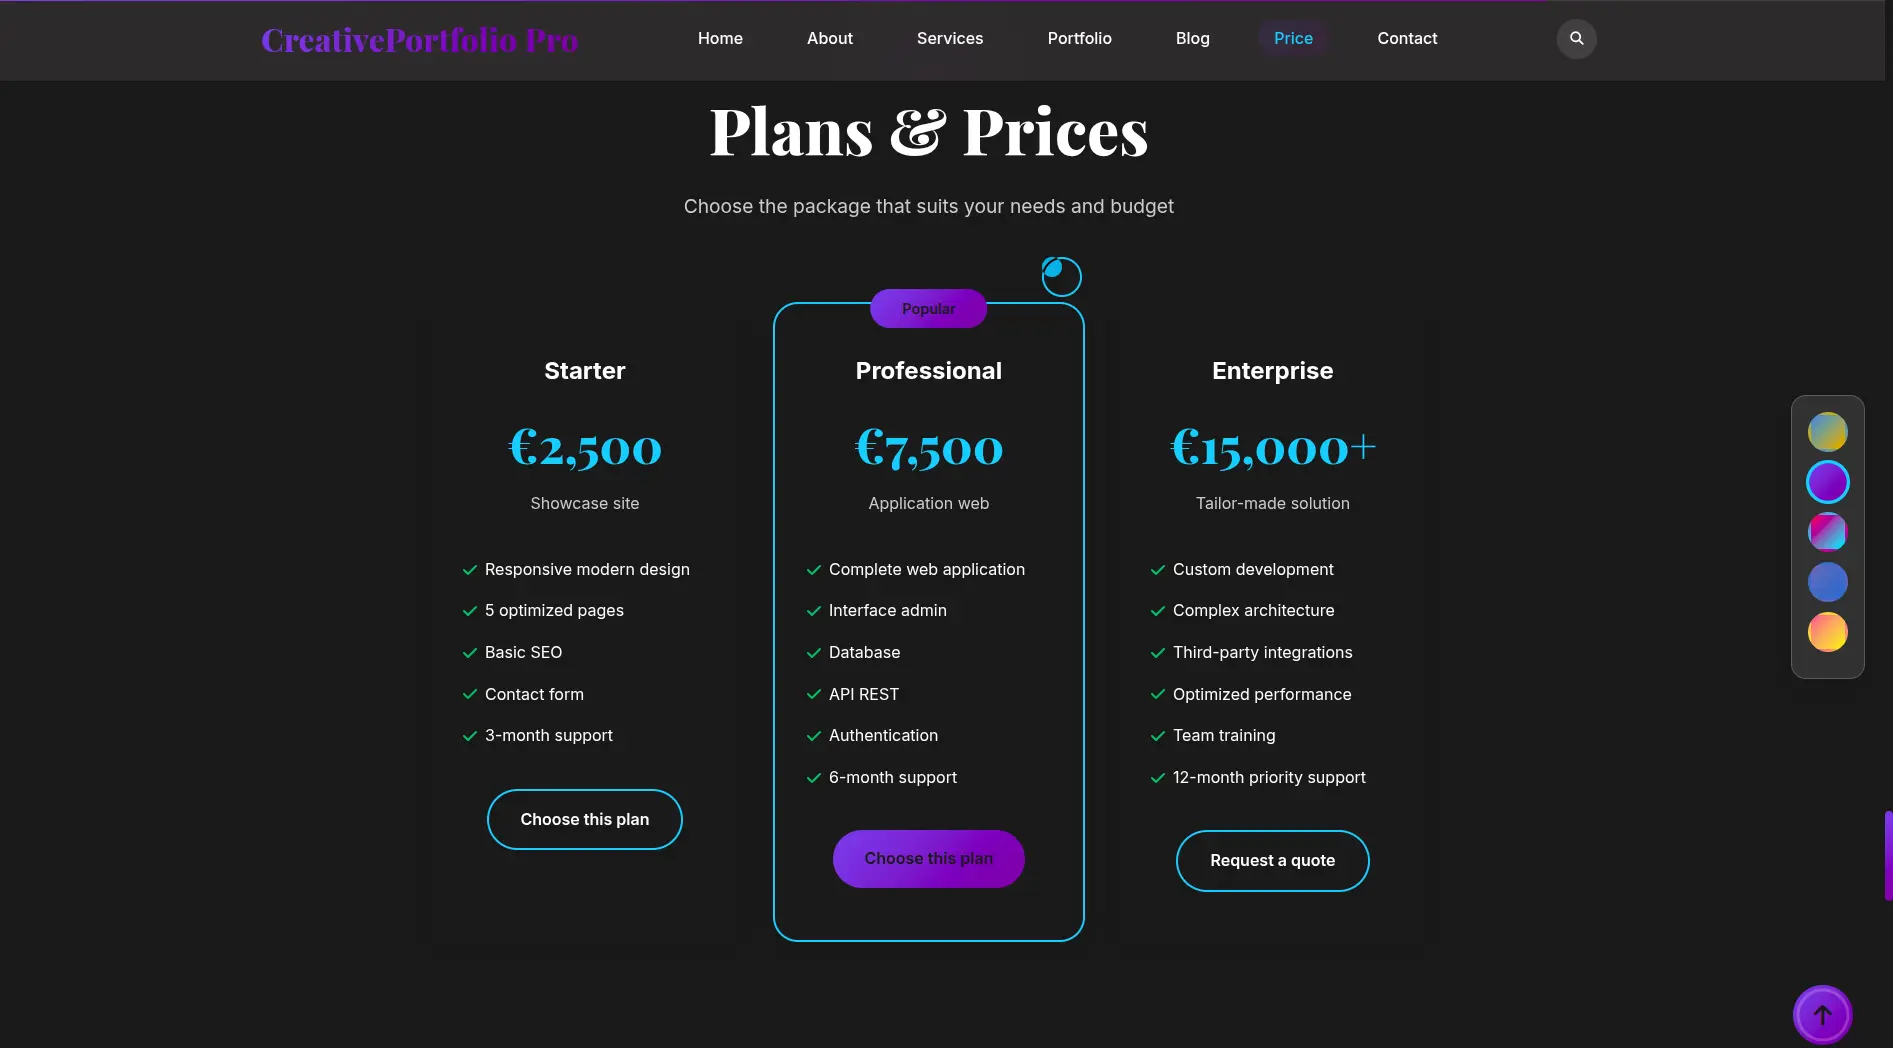 CreativePortfolio Pro
Home
About
Services
Portfolio
Blog
Price
Contact
Plans & Prices
Choose the package that suits your needs and budget
Starter
€2,500
Showcase site
Responsive modern design
5 optimized pages
Basic SEO
Contact form
3-month support
Choose this plan
Popular
Professional
€7,500
Application web
Complete web application
Interface admin
Database
API REST
Authentication
6-month support
Choose this plan
Enterprise
€15,000+
Tailor-made solution
Custom development
Complex architecture
Third-party integrations
Optimized performance
Team training
12-month priority support
Request a quote